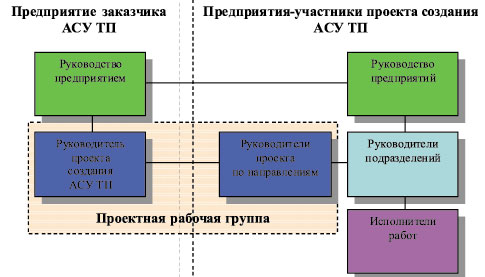 Предприятие заказчика
АСУ ТП
Предприятия-участники проекта создания
АСУ ТП
Руководство
предприятием
Руководство
предприятий
Руководитель
проекта
создания
АСУ ТП
Руководители
проекта
по направлениям
Руководители
подразделений
Проектная рабочая группа
Исполнители
работ